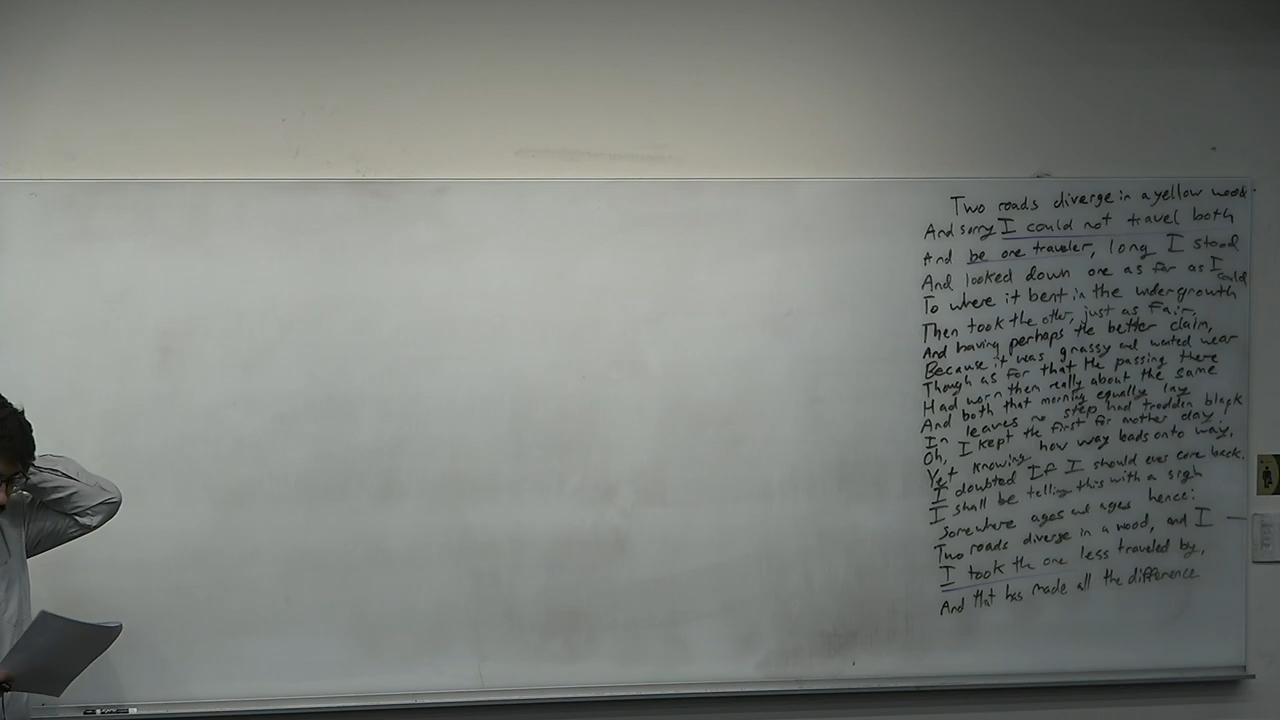 Two roads diverge in a yellow wood
And sorry I could not travel both
And be one traveler, long I stood
And looked down one as far as I could
To where it bent in the undergrowth
Then took the other, just as Fair,
And having perhaps the better claim,
Because it was grassy and wanted wear
Though as for that the passing there
Had worn them really about the same
And both that morning equally lay
In leaves no step had trodden black
Oh, I kept the first for another day.
Yet knowing how way leads onto way,
I doubted If I should ever come back.
I shall be telling this with a sigh
Somewhere ages and ages hence:
Two roads diverge in a wood, and I —
I took the one less traveled by,
And that has made all the difference